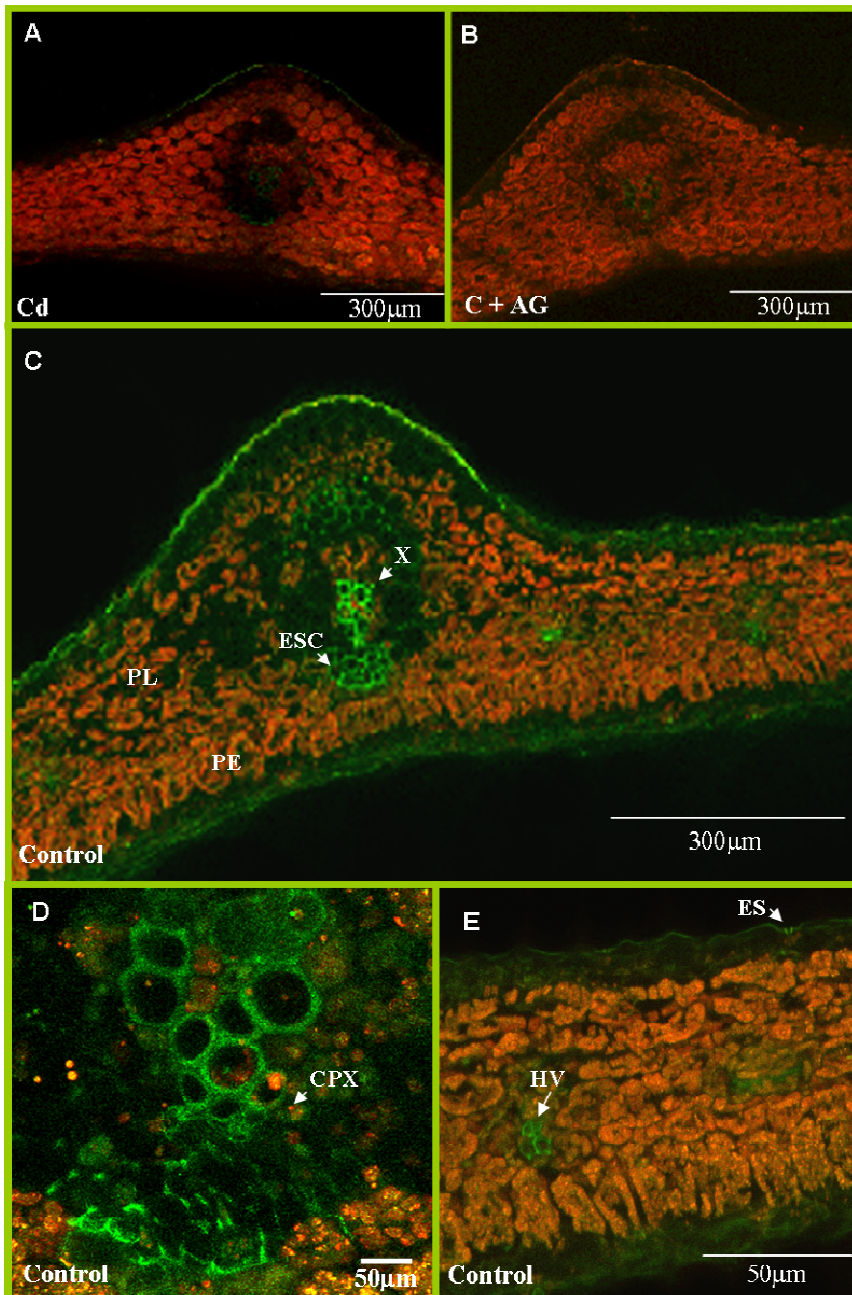 A
Cd
300µm
B
C + AG
300µm
C
X
ESC
PL
PE
Control
300µm
D
CPX
Control
50µm
E
ES
HV
Control
50µm